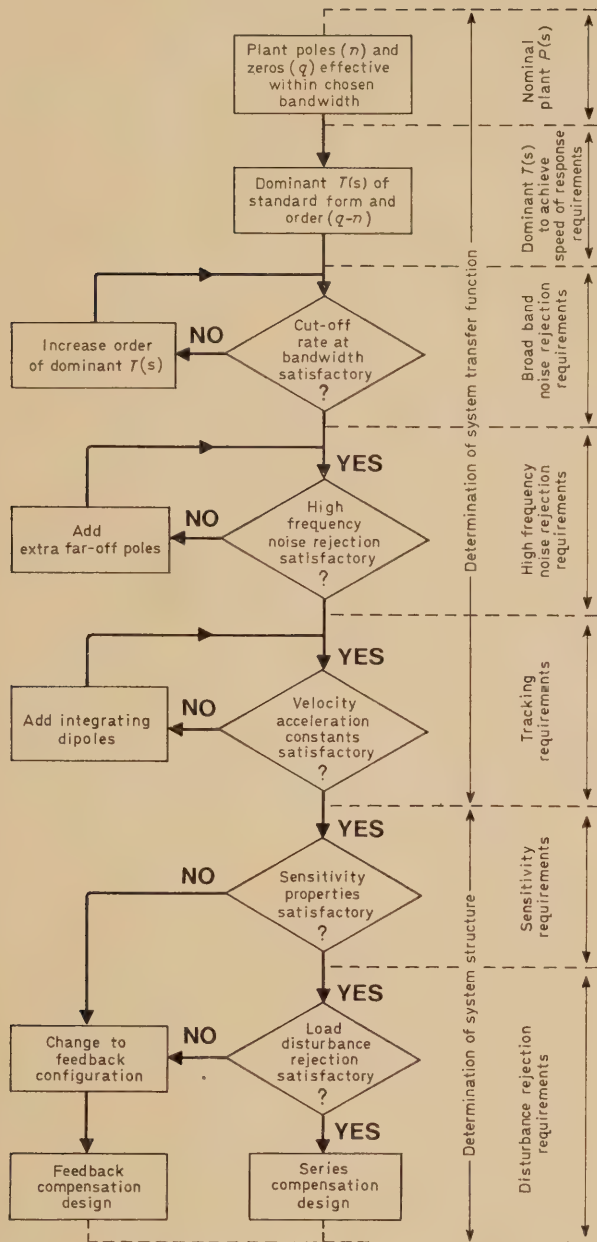 Plant poles (n) and
zeros (q) effective
within chosen
bandwidth
Dominant T(s) of
standard form and
order (q-n)
Cut-off
rate at
bandwidth
satisfactory
?
NO
Increase order
of dominant T(s)
YES
High
frequency
noise rejection
satisfactory
?
NO
Add
extra far-off poles
YES
Velocity
acceleration
constants
satisfactory
?
NO
Add integrating
dipoles
YES
Sensitivity
properties
satisfactory
?
NO
YES
Load
disturbance
rejection
satisfactory
?
NO
Change to
feedback
configuration
YES
Feedback
compensation
design
Series
compensation
design
Determination of system transfer function
Determination of system structure
Nominal
plant P(s)
Dominant T(s)
to achieve
speed of response
requirements
Broad band
noise rejection
requirements
High frequency
noise rejection
requirements
Tracking
requirements
Sensitivity
requirements
Disturbance rejection
requirements